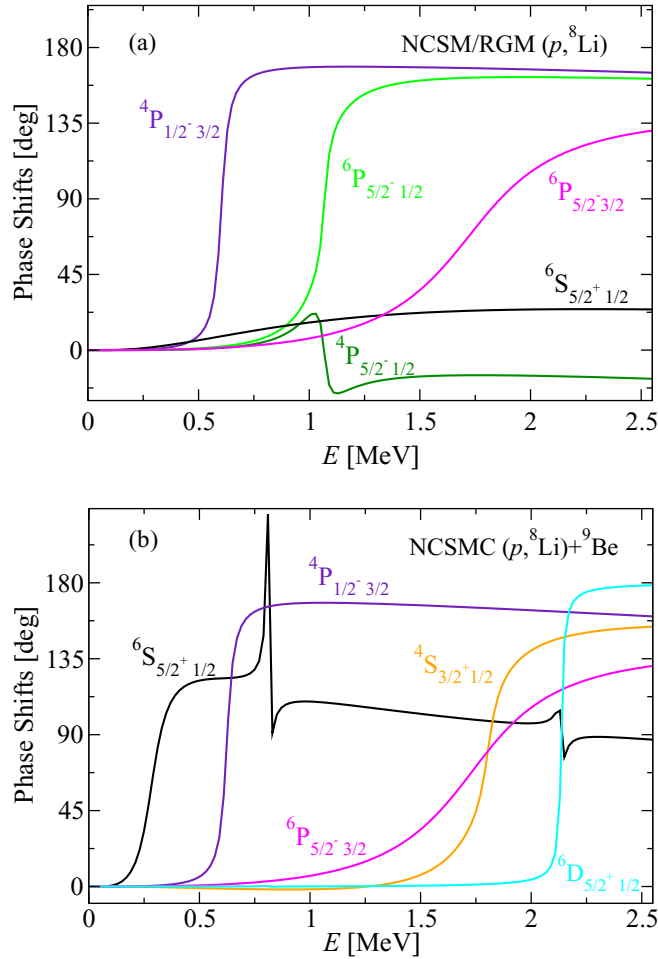 (a) NCSM/RGM (p,⁸Li)
180
135
90
45
0
Phase Shifts [deg]
⁴P₁/₂⁻ ₃/₂
⁶P₅/₂⁻ ₁/₂
⁶P₅/₂⁻ ₃/₂
⁶S₅/₂⁺ ₁/₂
⁴P₅/₂⁻ ₁/₂
0 0.5 1 1.5 2 2.5
E [MeV]
(b) NCSMC (p,⁸Li)+⁹Be
180
135
90
45
0
Phase Shifts [deg]
⁴P₁/₂⁻ ₃/₂
⁶S₅/₂⁺ ₁/₂
⁴S₃/₂⁺ ₁/₂
⁶P₅/₂⁻ ₃/₂
⁶D₅/₂⁺ ₁/₂
0 0.5 1 1.5 2 2.5
E [MeV]